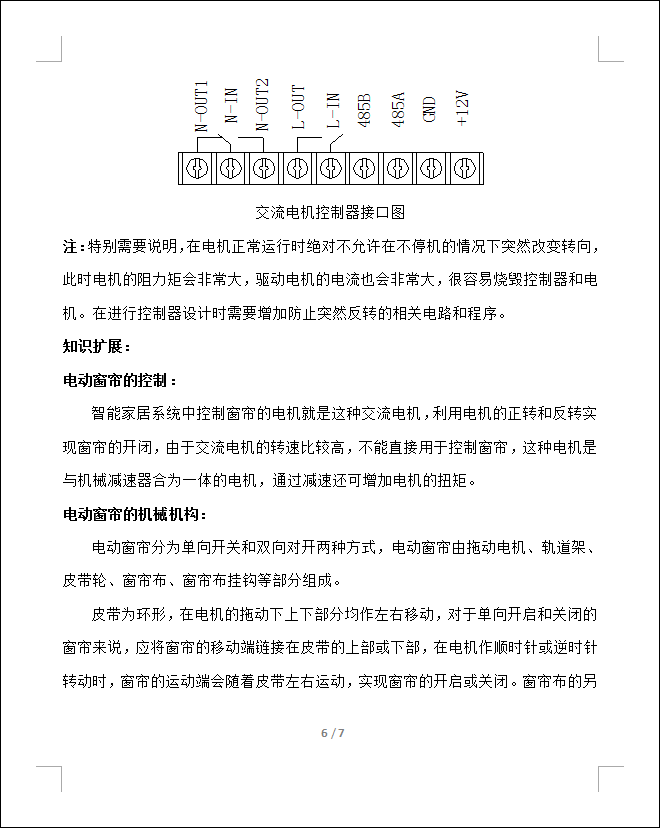 N-OUT1
N-IN
N-OUT2
L-OUT
L-IN
485B
485A
GND
+12V
交流电机控制器接口图
注：特别需要说明，在电机正常运行时绝对不允许在不停机的情况下突然改变转向，
此时电机的阻力矩会非常大，驱动电机的电流也会非常大，很容易烧毁控制器和电
机。在进行控制器设计时需要增加防止突然反转的相关电路和程序。
知识扩展：
电动窗帘的控制：
智能家居系统中控制窗帘的电机就是这种交流电机，利用电机的正转和反转实
现窗帘的开闭，由于交流电机的转速比较高，不能直接用于控制窗帘，这种电机是
与机械减速器合为一体的电机，通过减速还可增加电机的扭矩。
电动窗帘的机械机构：
电动窗帘分为单向开关和双向对开两种方式，电动窗帘由拖动电机、轨道架、
皮带轮、窗帘布、窗帘布挂钩等部分组成。
皮带为环形，在电机的拖动下上下部分均作左右移动，对于单向开启和关闭的
窗帘来说，应将窗帘的移动端链接在皮带的上部或下部，在电机作顺时针或逆时针
转动时，窗帘的运动端会随着皮带左右运动，实现窗帘的开启或关闭。窗帘布的另
6 / 7